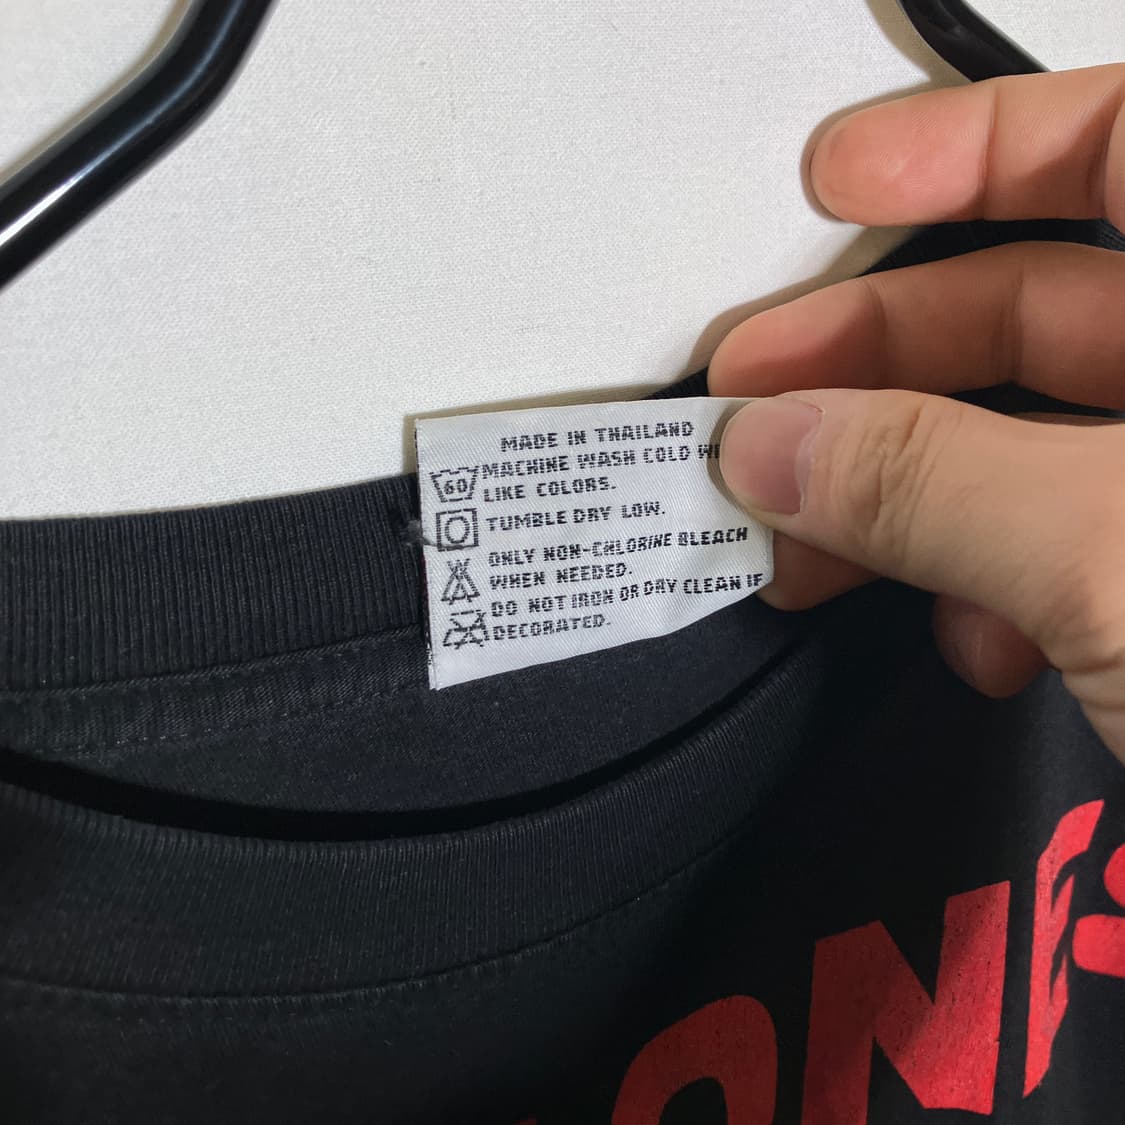 MADE IN THAILAND
MACHINE WASH COLD
60
LIKE COLORS.
TUMBLE DRY LOW.
ONLY NON-CHLORINE BLEACH
WHEN NEEDED.
DO NOT IRON OR DRY CLEAN IF
DECORATED.